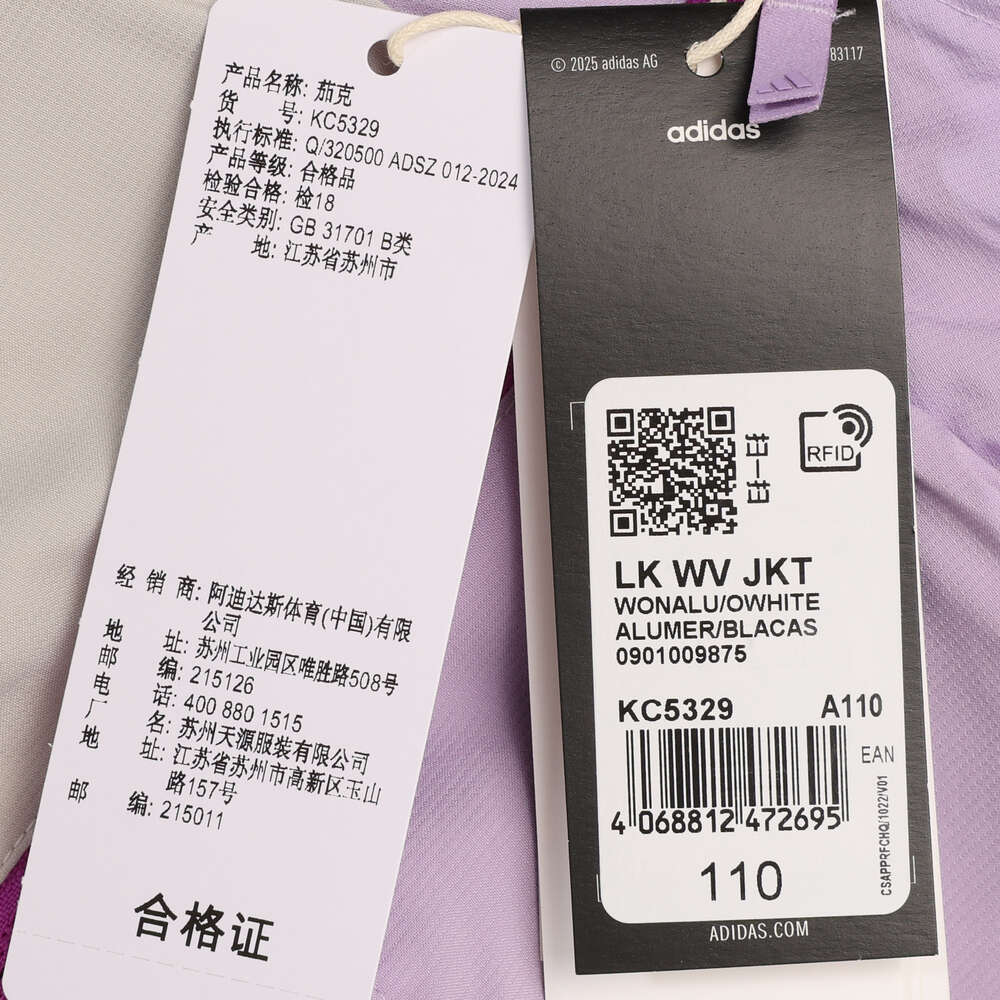 产品名称: 茄克
货 号: KC5329
执行标准: Q/320500 ADSZ 012-2024
产品等级: 合格品
检验合格: 检18
安全类别: GB 31701 B类
产 地: 江苏省苏州市
经 销 商: 阿迪达斯体育(中国)有限
公司
地 址: 苏州工业园区唯胜路508号
邮 编: 215126
电 话: 400 880 1515
厂 名: 苏州天源服装有限公司
地 址: 江苏省苏州市高新区玉山
路157号
邮 编: 215011
合格证
© 2025 adidas AG
83117
adidas
扫一扫
RFID
LK WV JKT
WONALU/OWHITE
ALUMER/BLACAS
0901009875
KC5329 A110
EAN
4 068812 472695
CSAPPRFCHQ/1022/V01
110
ADIDAS.COM